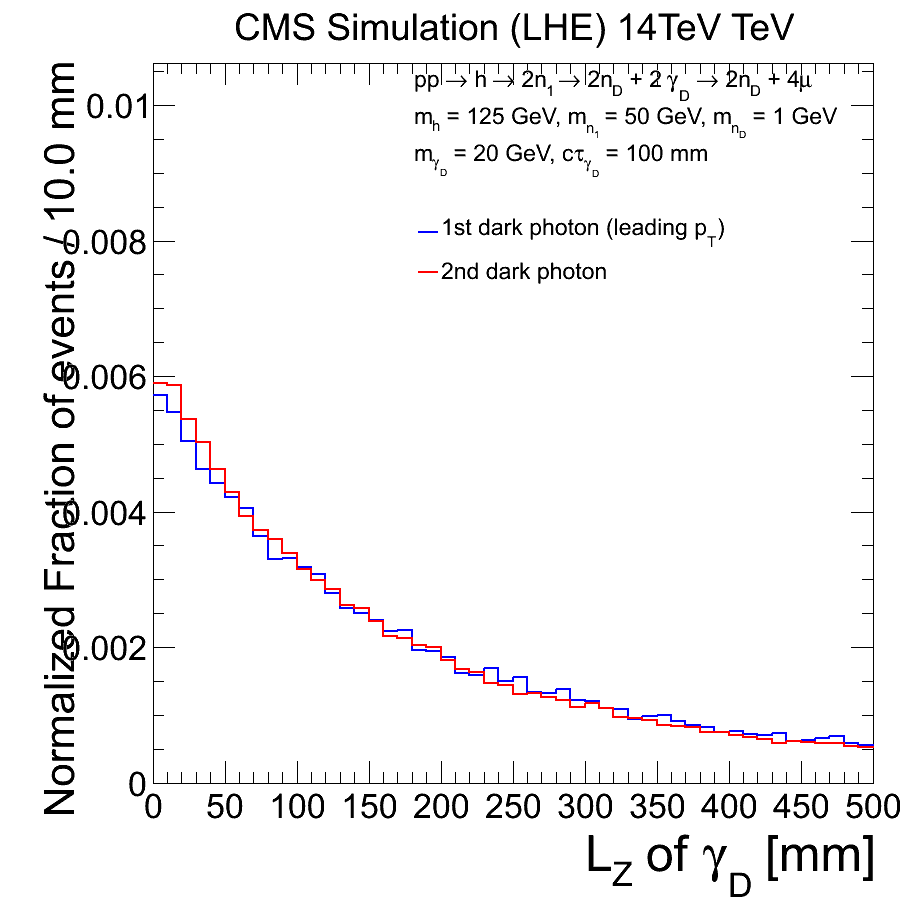 CMS Simulation (LHE) 14TeV TeV
pp → h → 2n₁ → 2n_D + 2 γ_D → 2n_D + 4μ
m_h = 125 GeV, m_n₁ = 50 GeV, m_n_D = 1 GeV
m_γ_D = 20 GeV, cτ_γ_D = 100 mm
1st dark photon (leading p_T)
2nd dark photon
Normalized Fraction of events / 10.0 mm
0.01
0.008
0.006
0.004
0.002
0
0 50 100 150 200 250 300 350 400 450 500
L_Z of γ_D [mm]